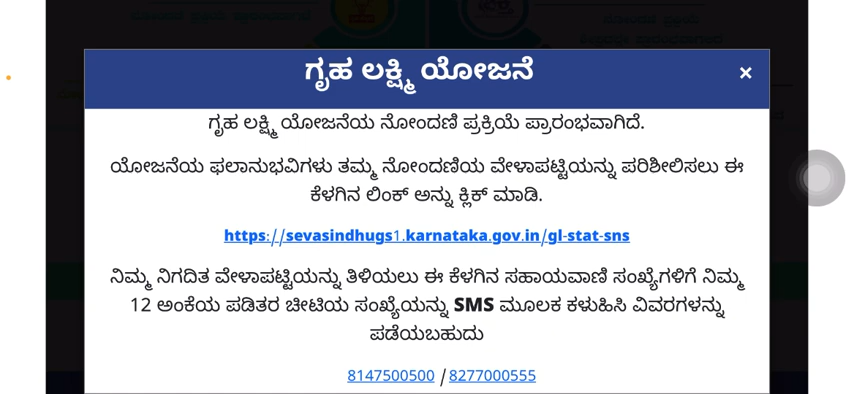 ಗೃಹ ಲಕ್ಷ್ಮಿ ಯೋಜನೆ ×
ಗೃಹ ಲಕ್ಷ್ಮಿ ಯೋಜನೆಯ ನೋಂದಣಿ ಪ್ರಕ್ರಿಯೆ ಪ್ರಾರಂಭವಾಗಿದೆ.
ಯೋಜನೆಯ ಫಲಾನುಭವಿಗಳು ತಮ್ಮ ನೋಂದಣಿಯ ವೇಳಾಪಟ್ಟಿಯನ್ನು ಪರಿಶೀಲಿಸಲು ಈ
ಕೆಳಗಿನ ಲಿಂಕ್ ಅನ್ನು ಕ್ಲಿಕ್ ಮಾಡಿ.
https://sevasindhugs1.karnataka.gov.in/gl-stat-sns
ನಿಮ್ಮ ನಿಗದಿತ ವೇಳಾಪಟ್ಟಿಯನ್ನು ತಿಳಿಯಲು ಈ ಕೆಳಗಿನ ಸಹಾಯವಾಣಿ ಸಂಖ್ಯೆಗಳಿಗೆ ನಿಮ್ಮ
12 ಅಂಕೆಯ ಪಡಿತರ ಚೀಟಿಯ ಸಂಖ್ಯೆಯನ್ನು SMS ಮೂಲಕ ಕಳುಹಿಸಿ ವಿವರಗಳನ್ನು
ಪಡೆಯಬಹುದು
8147500500 / 8277000555